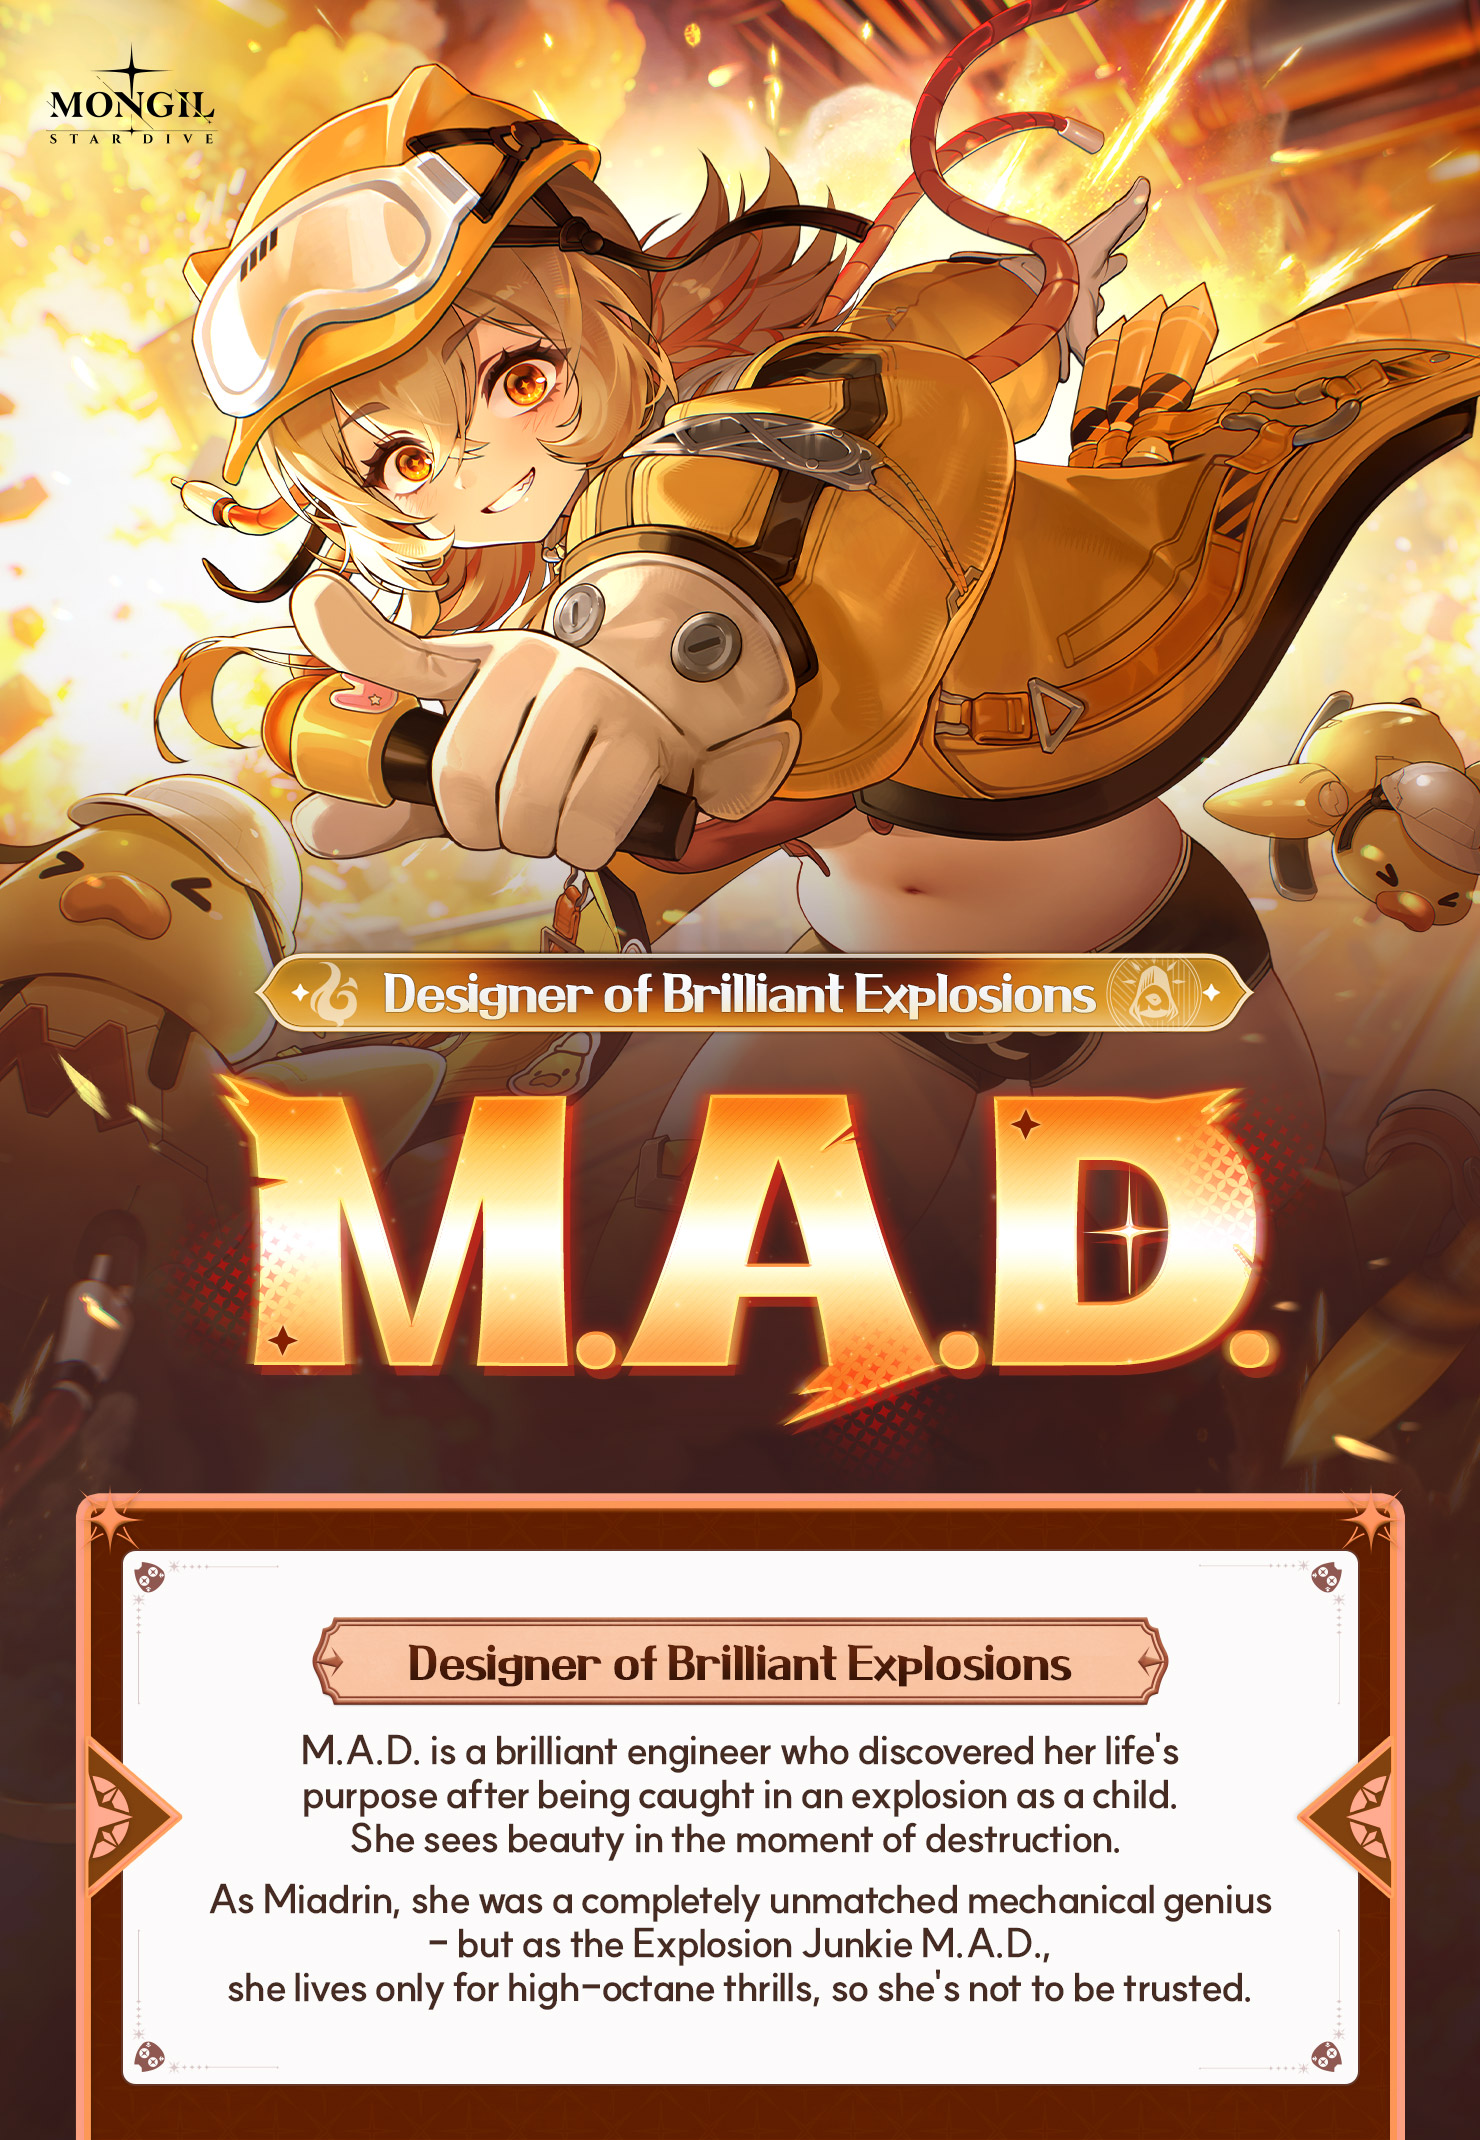 MONGIL
STAR DIVE
Designer of Brilliant Explosions
M.A.D.
Designer of Brilliant Explosions
M.A.D. is a brilliant engineer who discovered her life's
purpose after being caught in an explosion as a child.
She sees beauty in the moment of destruction.
As Miadrin, she was a completely unmatched mechanical genius
- but as the Explosion Junkie M.A.D.,
she lives only for high-octane thrills, so she's not to be trusted.